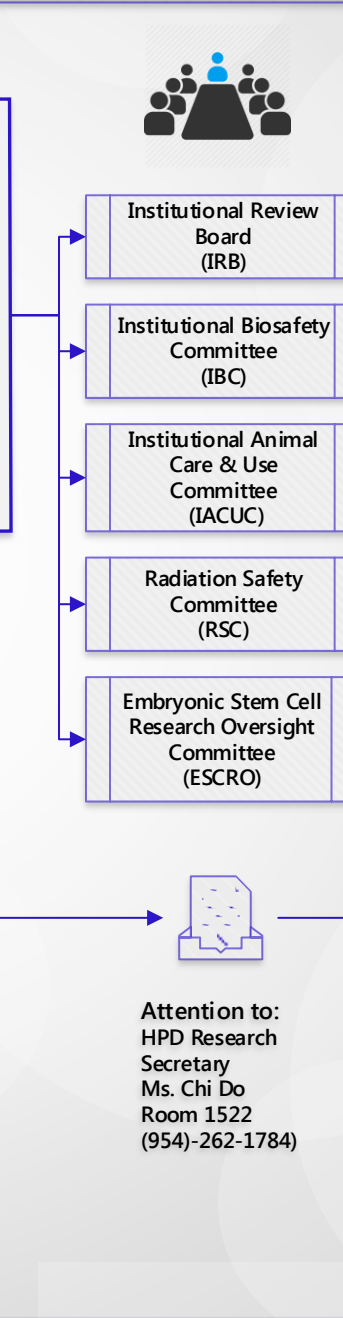 Institutional Review
Board
(IRB)
Institutional Biosafety
Committee
(IBC)
Institutional Animal
Care & Use
Committee
(IACUC)
Radiation Safety
Committee
(RSC)
Embryonic Stem Cell
Research Oversight
Committee
(ESCRO)
Attention to:
HPD Research
Secretary
Ms. Chi Do
Room 1522
(954)-262-1784)